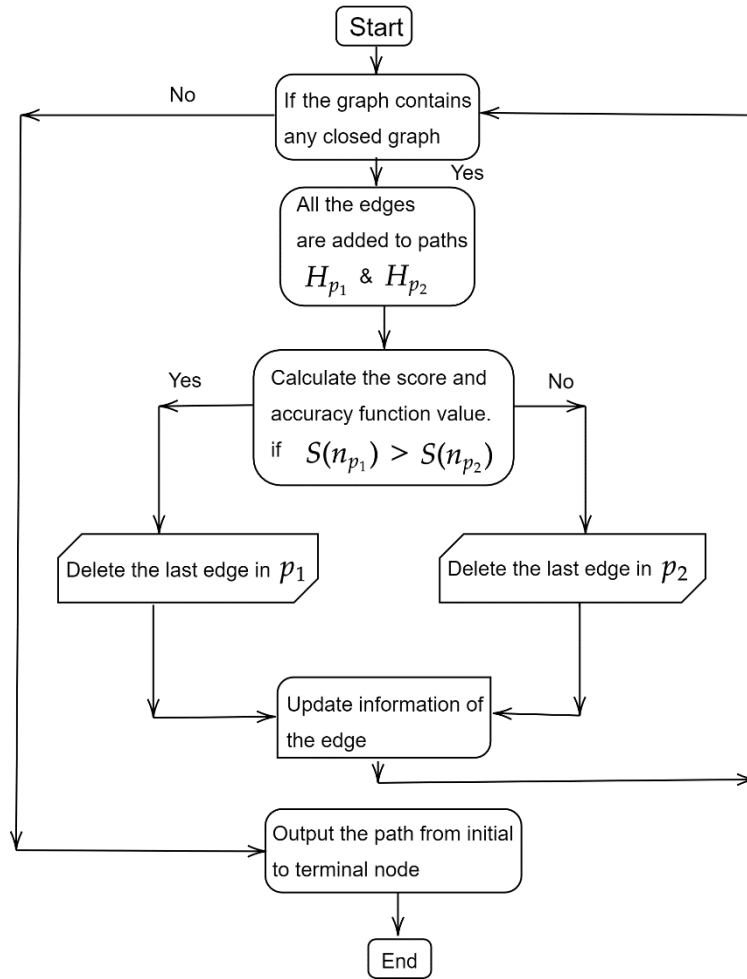 Start
No
If the graph contains
any closed graph
Yes
All the edges
are added to paths
H_{p_1} & H_{p_2}
Yes
Calculate the score and
accuracy function value.
if S(n_{p_1}) > S(n_{p_2})
No
Delete the last edge in p_1
Delete the last edge in p_2
Update information of
the edge
Output the path from initial
to terminal node
End